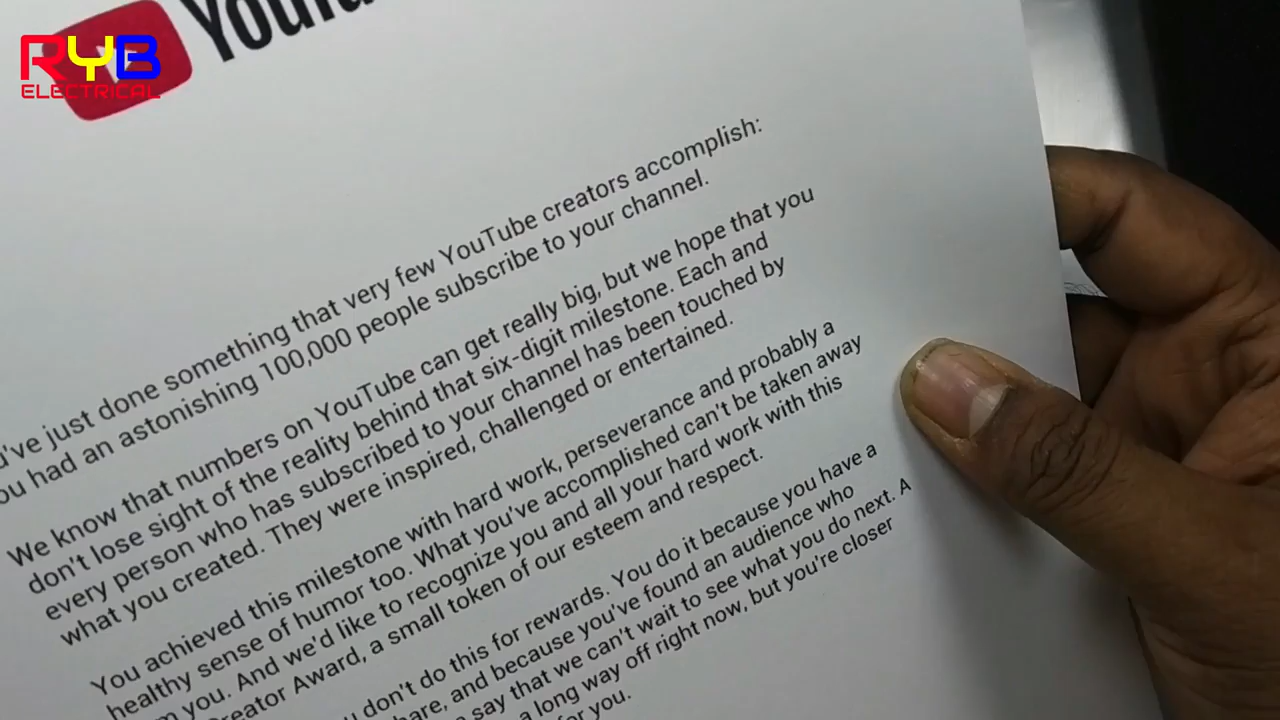 RYB
ELECTRICAL
YouTu
've just done something that very few YouTube creators accomplish:
ou had an astonishing 100,000 people subscribe to your channel.
We know that numbers on YouTube can get really big, but we hope that you
don't lose sight of the reality behind that six-digit milestone. Each and
every person who has subscribed to your channel has been touched by
what you created. They were inspired, challenged or entertained.
You achieved this milestone with hard work, perseverance and probably a
healthy sense of humor too. What you've accomplished can't be taken away
m you. And we'd like to recognize you and all your hard work with this
Creator Award, a small token of our esteem and respect.
u don't do this for rewards. You do it because you have a
hare, and because you've found an audience who
say that we can't wait to see what you do next. A
a long way off right now, but you're closer
for you.